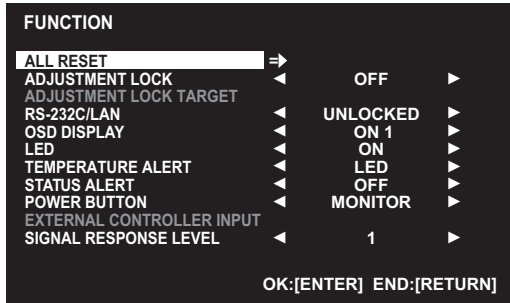 FUNCTION
ALL RESET
ADJUSTMENT LOCK OFF
ADJUSTMENT LOCK TARGET
RS-232C/LAN UNLOCKED
OSD DISPLAY ON 1
LED ON
TEMPERATURE ALERT LED
STATUS ALERT OFF
POWER BUTTON MONITOR
EXTERNAL CONTROLLER INPUT
SIGNAL RESPONSE LEVEL 1
OK:[ENTER] END:[RETURN]